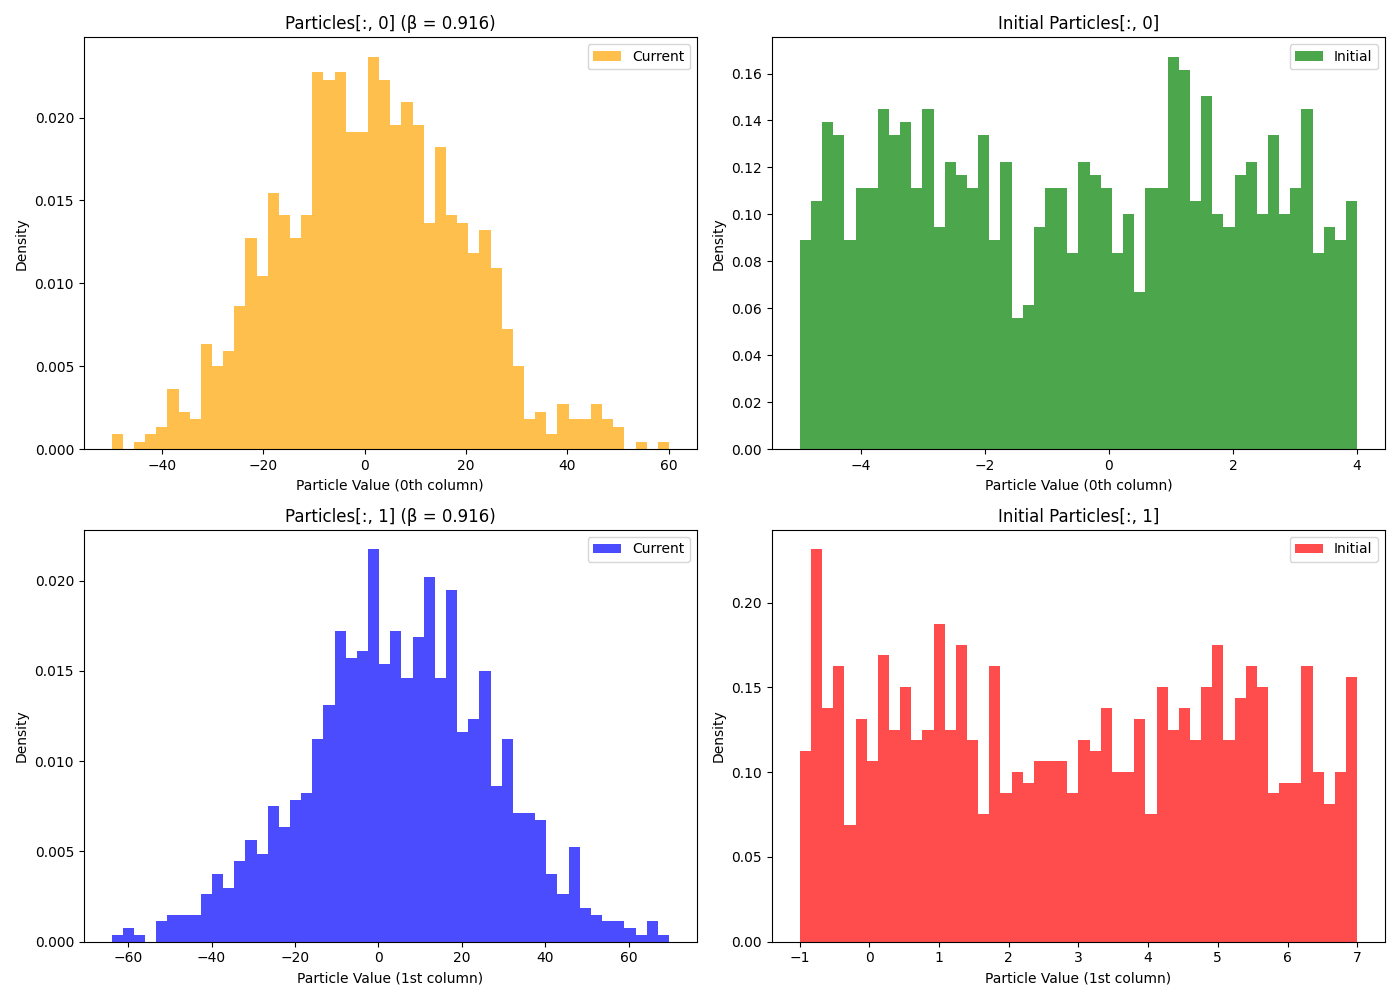 Particles[:, 0] (β = 0.916)
Current
Density
0.020
0.015
0.010
0.005
0.000
−40 −20 0 20 40 60
Particle Value (0th column)
Initial Particles[:, 0]
Initial
Density
0.16
0.14
0.12
0.10
0.08
0.06
0.04
0.02
0.00
−4 −2 0 2 4
Particle Value (0th column)
Particles[:, 1] (β = 0.916)
Current
Density
0.020
0.015
0.010
0.005
0.000
−60 −40 −20 0 20 40 60
Particle Value (1st column)
Initial Particles[:, 1]
Initial
Density
0.20
0.15
0.10
0.05
0.00
−1 0 1 2 3 4 5 6 7
Particle Value (1st column)